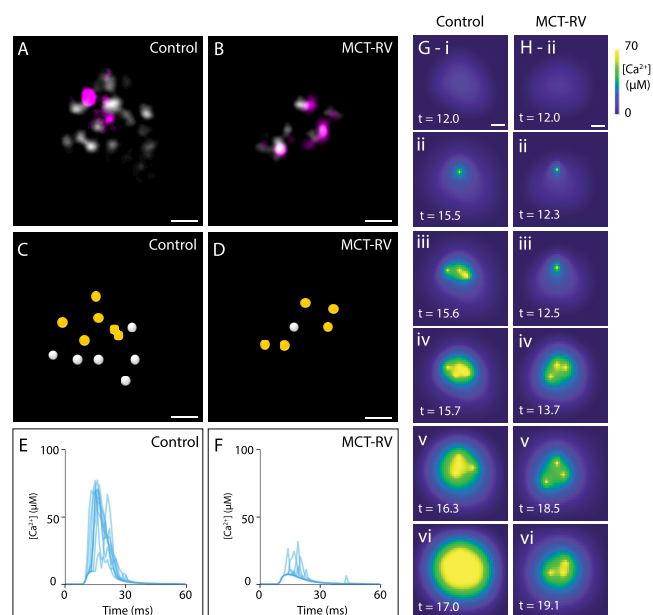 Control MCT-RV
A Control
B MCT-RV
C Control
D MCT-RV
E Control
100
50
0
[Ca²⁺] (μM)
0 30 60
Time (ms)
F MCT-RV
100
50
0
[Ca²⁺] (μM)
0 30 60
Time (ms)
G - i
t = 12.0
H - ii
t = 12.0
70
[Ca²⁺]
(μM)
0
ii
t = 15.5
ii
t = 12.3
iii
t = 15.6
iii
t = 12.5
iv
t = 15.7
iv
t = 13.7
v
t = 16.3
v
t = 18.5
vi
t = 17.0
vi
t = 19.1